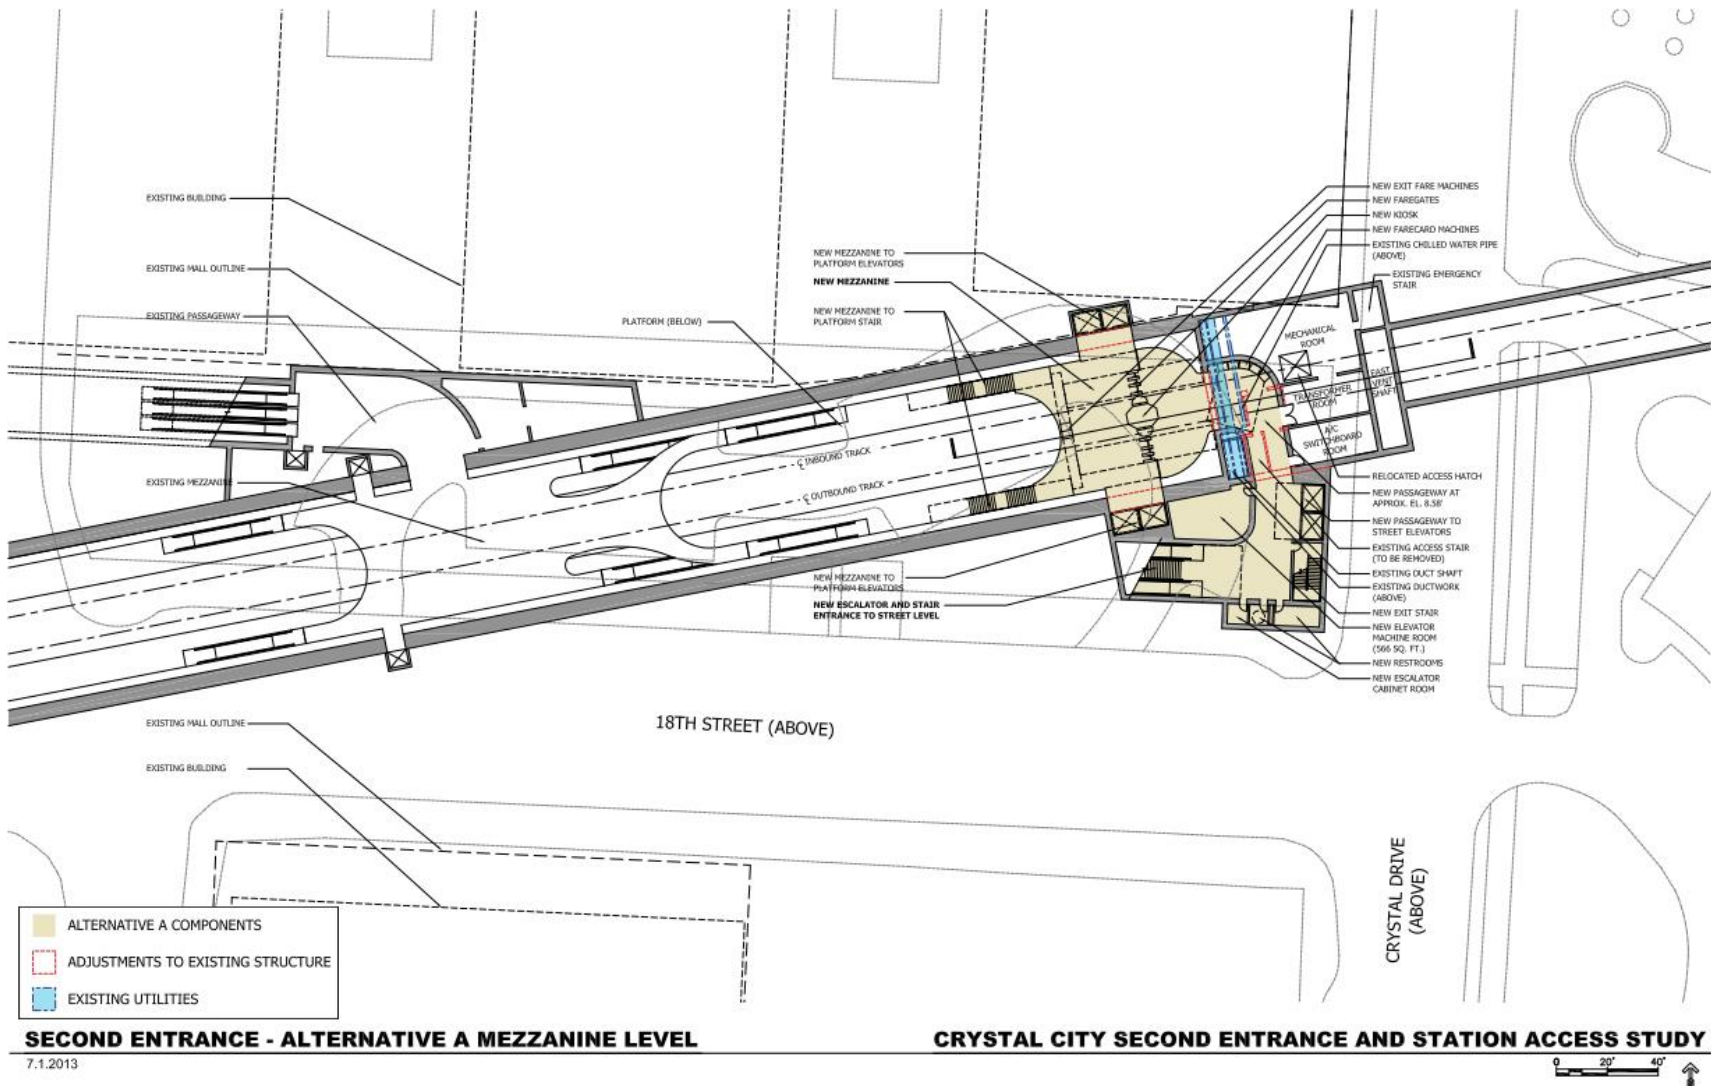 EXISTING BUILDING
EXISTING MALL OUTLINE
EXISTING PASSAGEWAY
EXISTING MEZZANINE
PLATFORM (BELOW)
NEW MEZZANINE TO
PLATFORM ELEVATORS
NEW MEZZANINE
NEW MEZZANINE TO
PLATFORM STAIR
℄ INBOUND TRACK
℄ OUTBOUND TRACK
NEW MEZZANINE TO
PLATFORM ELEVATORS
NEW ESCALATOR AND STAIR
ENTRANCE TO STREET LEVEL
NEW EXIT FARE MACHINES
NEW FAREGATES
NEW KIOSK
NEW FARECARD MACHINES
EXISTING CHILLED WATER PIPE
(ABOVE)
EXISTING EMERGENCY
STAIR
MECHANICAL
ROOM
TRANSFORMER
ROOM
A/C
SWITCHBOARD
ROOM
VENT
SHAFT
RELOCATED ACCESS HATCH
NEW PASSAGEWAY AT
APPROX. EL. 8.58'
NEW PASSAGEWAY TO
STREET ELEVATORS
EXISTING ACCESS STAIR
(TO BE REMOVED)
EXISTING DUCT SHAFT
EXISTING DUCTWORK
(ABOVE)
NEW EXIT STAIR
NEW ELEVATOR
MACHINE ROOM
(566 SQ. FT.)
NEW RESTROOMS
NEW ESCALATOR
CABINET ROOM
18TH STREET (ABOVE)
EXISTING MALL OUTLINE
EXISTING BUILDING
CRYSTAL DRIVE
(ABOVE)
ALTERNATIVE A COMPONENTS
ADJUSTMENTS TO EXISTING STRUCTURE
EXISTING UTILITIES
SECOND ENTRANCE - ALTERNATIVE A MEZZANINE LEVEL
CRYSTAL CITY SECOND ENTRANCE AND STATION ACCESS STUDY
7.1.2013
0 20' 40'